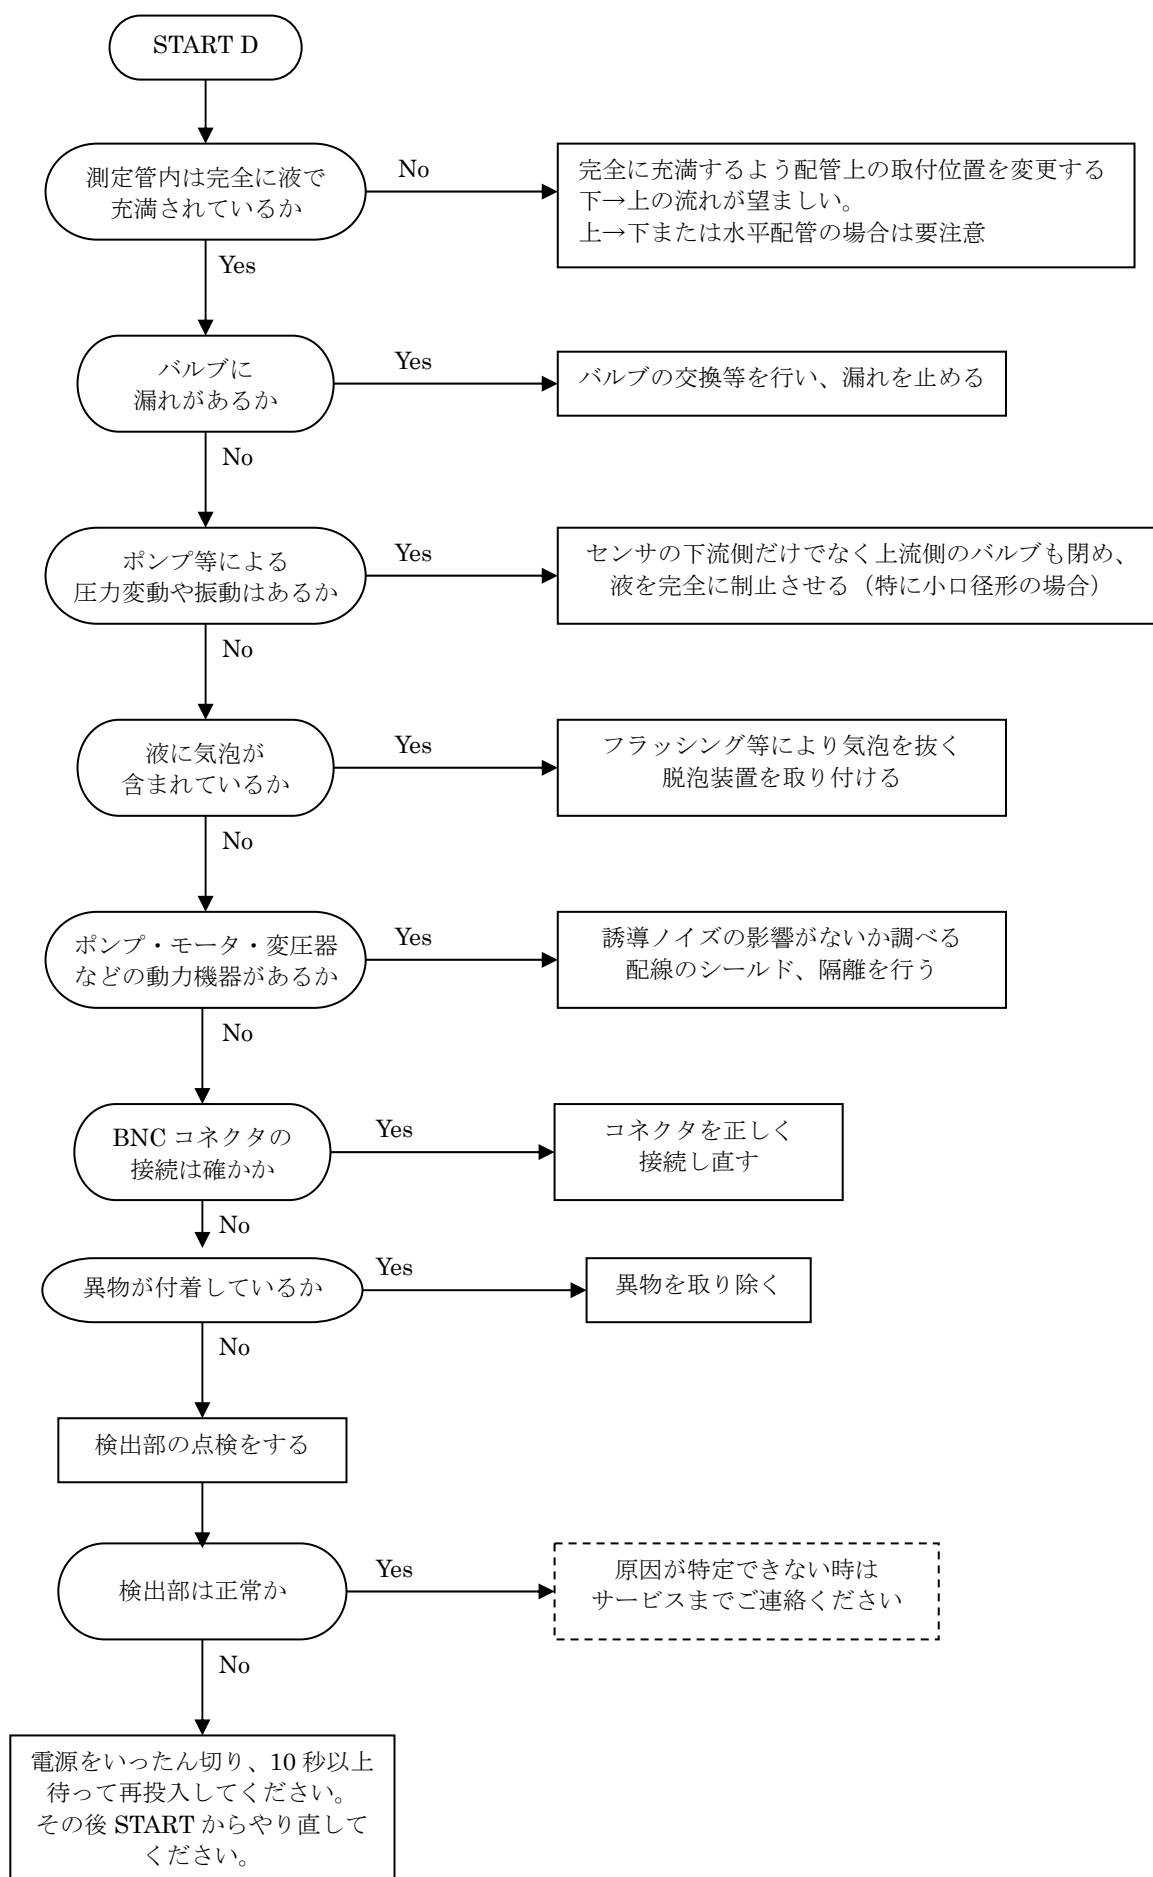 START D
測定管内は完全に液で
充満されているか
No
完全に充満するよう配管上の取付位置を変更する
下→上の流れが望ましい。
上→下または水平配管の場合は要注意
Yes
バルブに
漏れがあるか
Yes
バルブの交換等を行い、漏れを止める
No
ポンプ等による
圧力変動や振動はあるか
Yes
センサの下流側だけでなく上流側のバルブも閉め、
液を完全に制止させる（特に小口径形の場合）
No
液に気泡が
含まれているか
Yes
フラッシング等により気泡を抜く
脱泡装置を取り付ける
No
ポンプ・モータ・変圧器
などの動力機器があるか
Yes
誘導ノイズの影響がないか調べる
配線のシールド、隔離を行う
No
BNC コネクタの
接続は確かか
Yes
コネクタを正しく
接続し直す
No
異物が付着しているか
Yes
異物を取り除く
No
検出部の点検をする
検出部は正常か
Yes
原因が特定できない時は
サービスまでご連絡ください
No
電源をいったん切り、10 秒以上
待って再投入してください。
その後 START からやり直して
ください。